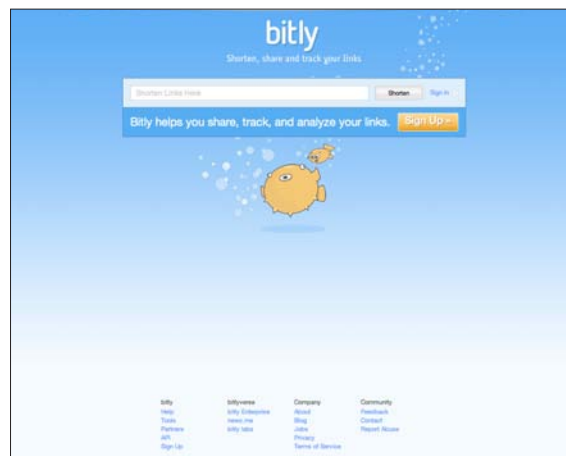 bitly
Shorten, share and track your links
Shorten Links Here
Shorten
Sign In
Bitly helps you share, track, and analyze your links.
Sign Up »
bitly
Help
Tools
Partners
API
Sign Up
bitlyverse
bitly Enterprise
news.me
bitly labs
Company
About
Blog
Jobs
Privacy
Terms of Service
Community
Feedback
Contact
Report Abuse